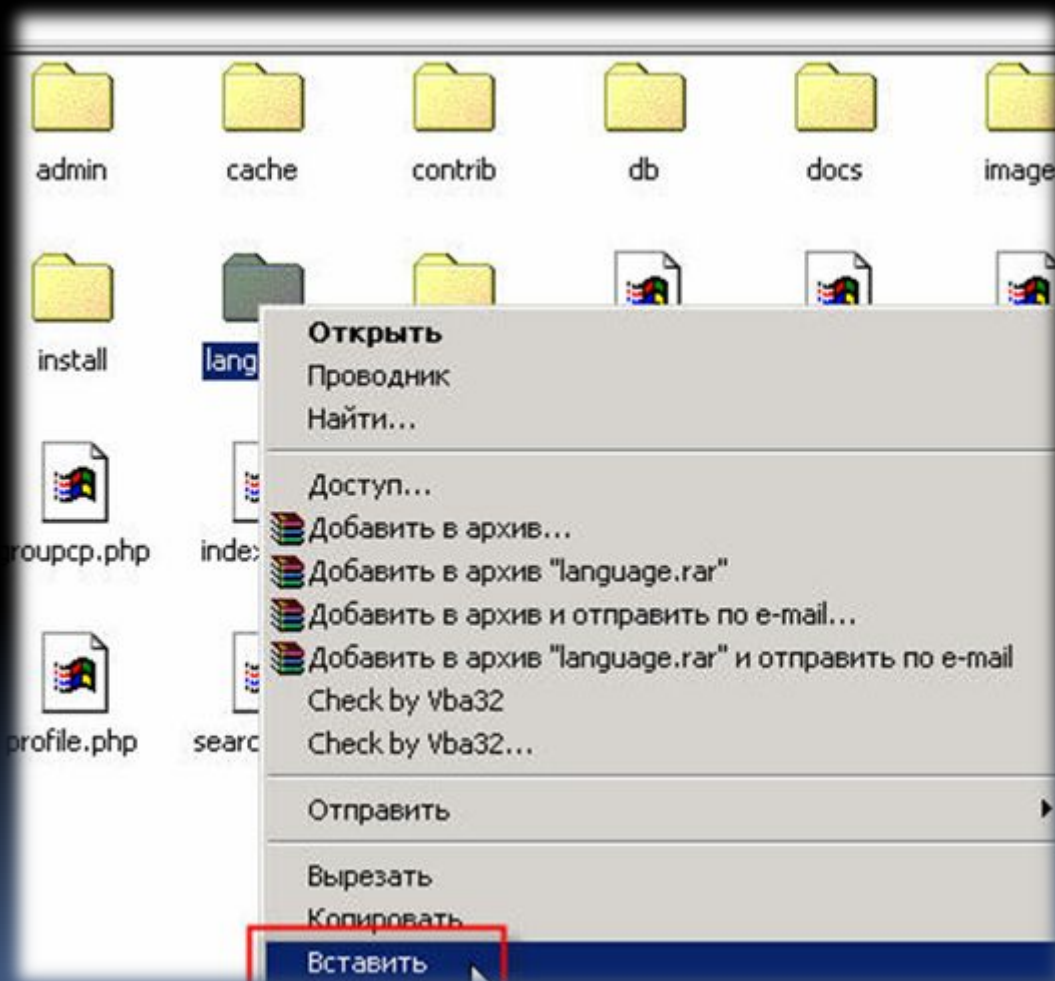 admin cache contrib db docs image
install lang
Открыть
Проводник
Найти...
Доступ...
groupcp.php index
Добавить в архив...
Добавить в архив "language.rar"
Добавить в архив и отправить по e-mail...
Добавить в архив "language.rar" и отправить по e-mail
Check by Vba32
profile.php searc
Check by Vba32...
Отправить
Вырезать
Копировать
Вставить